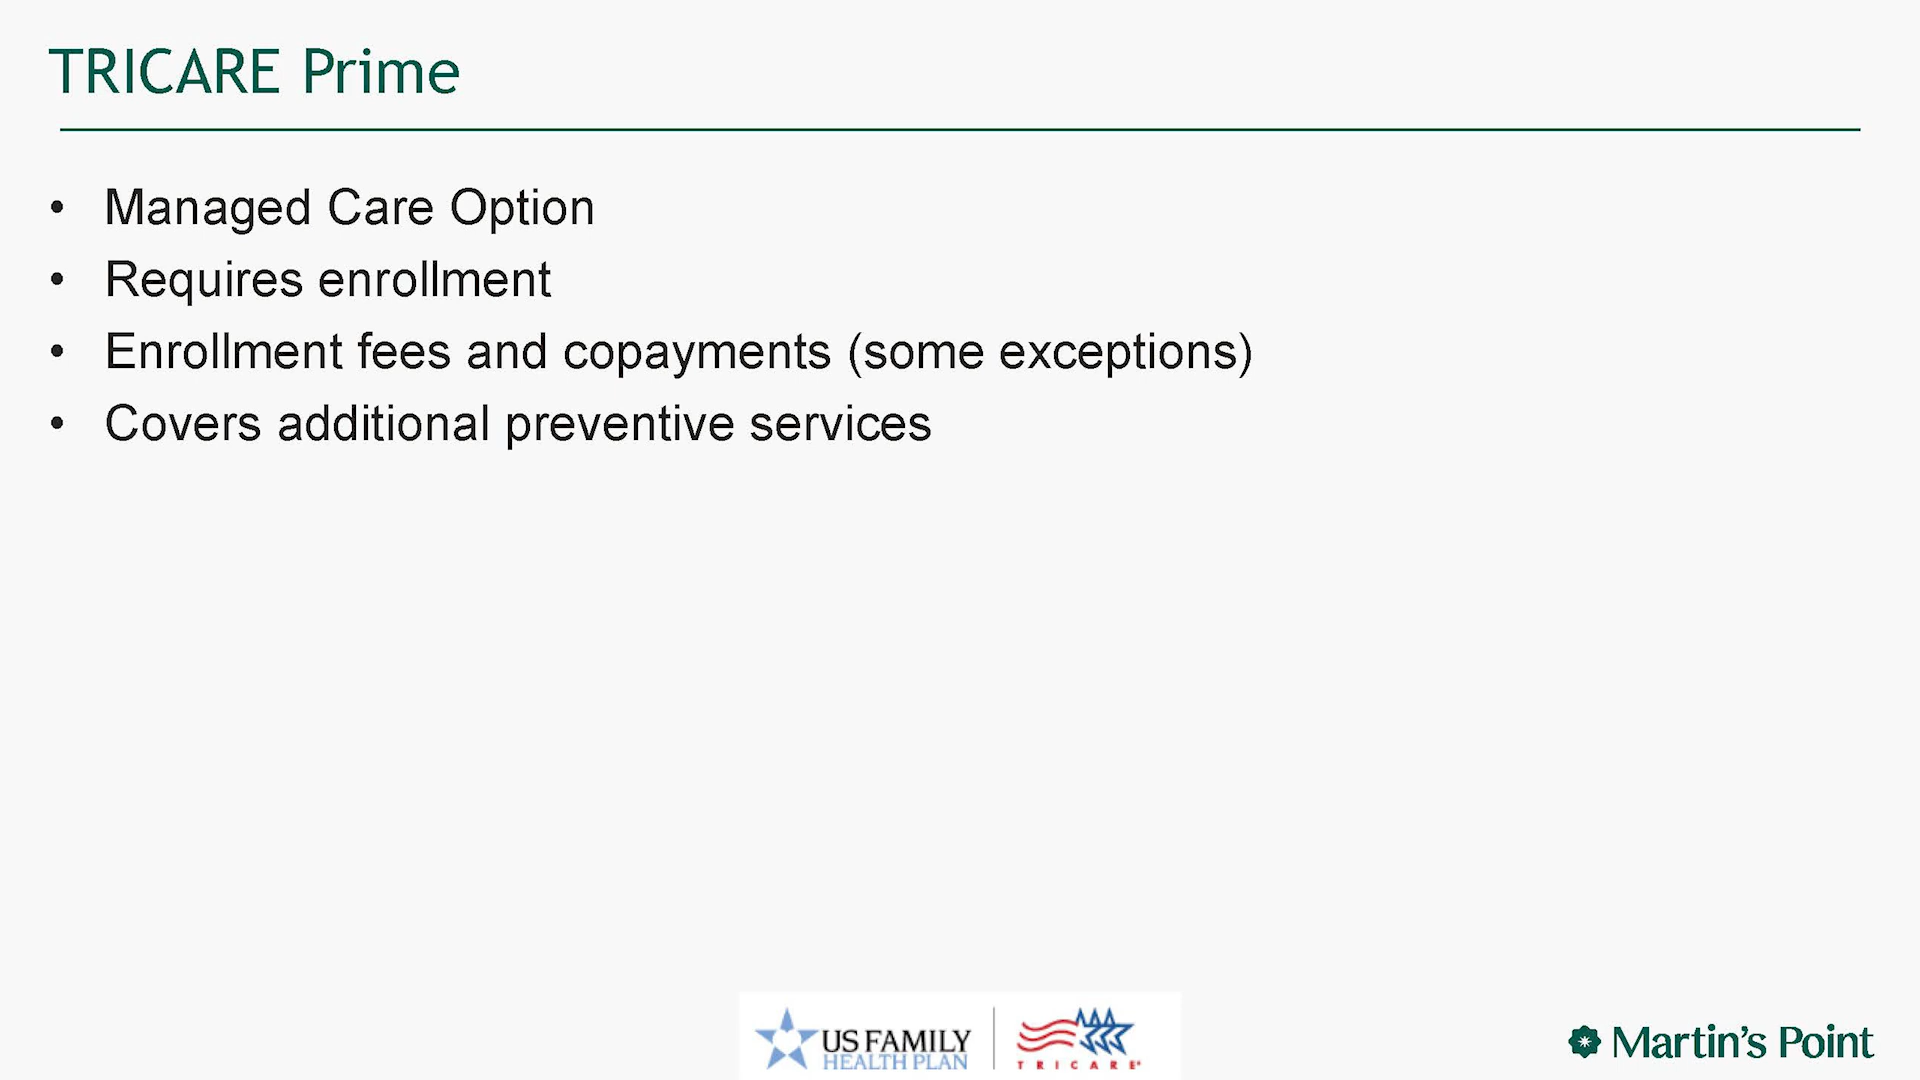 TRICARE Prime
• Managed Care Option
• Requires enrollment
• Enrollment fees and copayments (some exceptions)
• Covers additional preventive services
US FAMILY
HEALTH PLAN
TRICARE®
Martin's Point